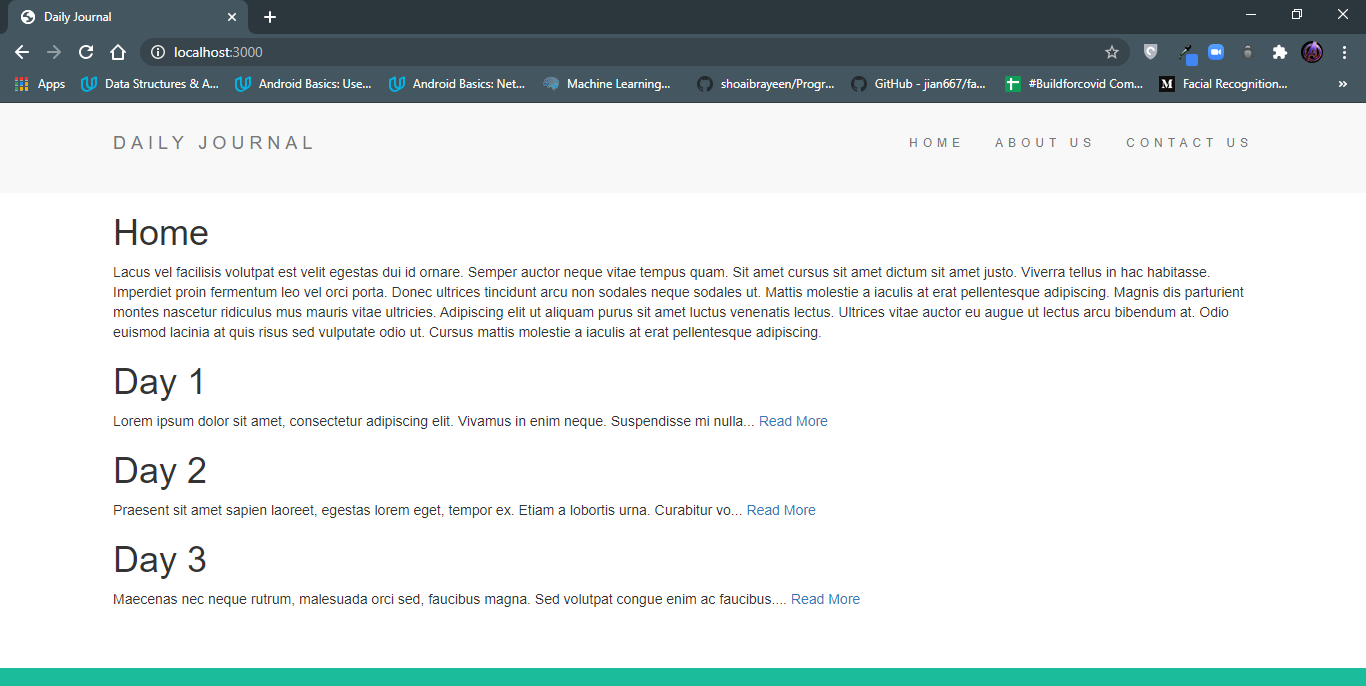 Daily Journal
localhost:3000
Apps
Data Structures & A...
Android Basics: Use...
Android Basics: Net...
Machine Learning...
shoaibrayeen/Progr...
GitHub - jian667/fa...
#Buildforcovid Com...
M
Facial Recognition...
»
DAILY JOURNAL
HOME
ABOUT US
CONTACT US
Home
Lacus vel facilisis volutpat est velit egestas dui id ornare. Semper auctor neque vitae tempus quam. Sit amet cursus sit amet dictum sit amet justo. Viverra tellus in hac habitasse.
Imperdiet proin fermentum leo vel orci porta. Donec ultrices tincidunt arcu non sodales neque sodales ut. Mattis molestie a iaculis at erat pellentesque adipiscing. Magnis dis parturient
montes nascetur ridiculus mus mauris vitae ultricies. Adipiscing elit ut aliquam purus sit amet luctus venenatis lectus. Ultrices vitae auctor eu augue ut lectus arcu bibendum at. Odio
euismod lacinia at quis risus sed vulputate odio ut. Cursus mattis molestie a iaculis at erat pellentesque adipiscing.
Day 1
Lorem ipsum dolor sit amet, consectetur adipiscing elit. Vivamus in enim neque. Suspendisse mi nulla... Read More
Day 2
Praesent sit amet sapien laoreet, egestas lorem eget, tempor ex. Etiam a lobortis urna. Curabitur vo... Read More
Day 3
Maecenas nec neque rutrum, malesuada orci sed, faucibus magna. Sed volutpat congue enim ac faucibus.... Read More